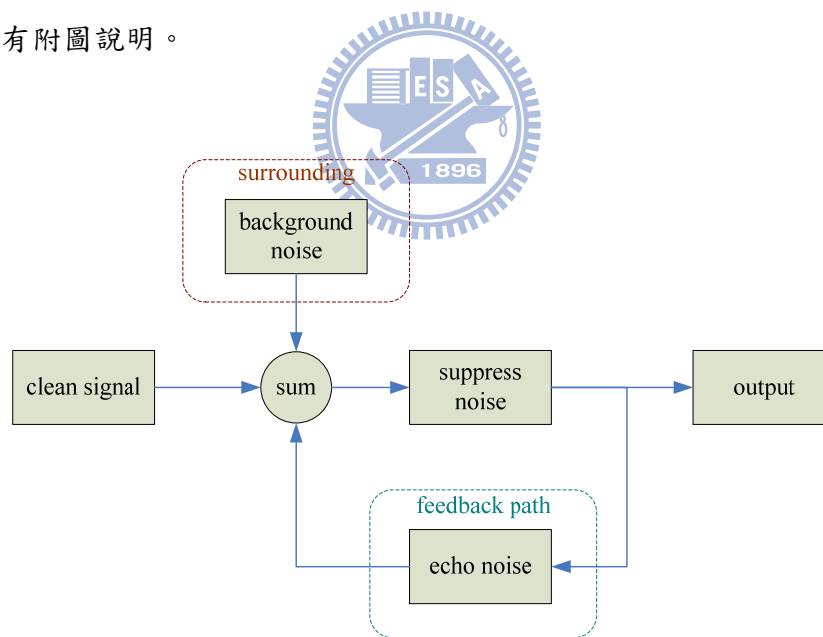 有附圖說明。
E S A
1896
surrounding
background
noise
clean signal
sum
suppress
noise
output
feedback path
echo noise